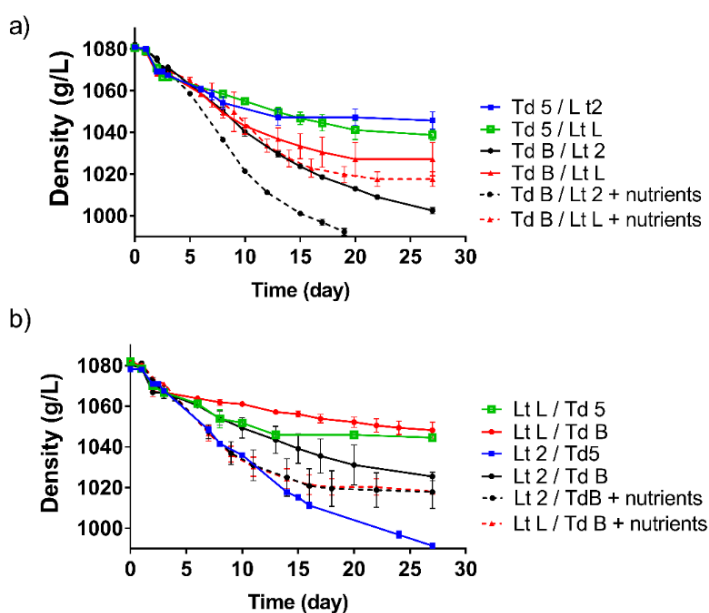 a)
1080
1060
1040
1020
1000
Density (g/L)
0 5 10 15 20 25 30
Time (day)
Td 5 / L t2
Td 5 / Lt L
Td B / Lt 2
Td B / Lt L
Td B / Lt 2 + nutrients
Td B / Lt L + nutrients
b)
1080
1060
1040
1020
1000
Density (g/L)
0 5 10 15 20 25 30
Time (day)
Lt L / Td 5
Lt L / Td B
Lt 2 / Td5
Lt 2 / Td B
Lt 2 / TdB + nutrients
Lt L / Td B + nutrients